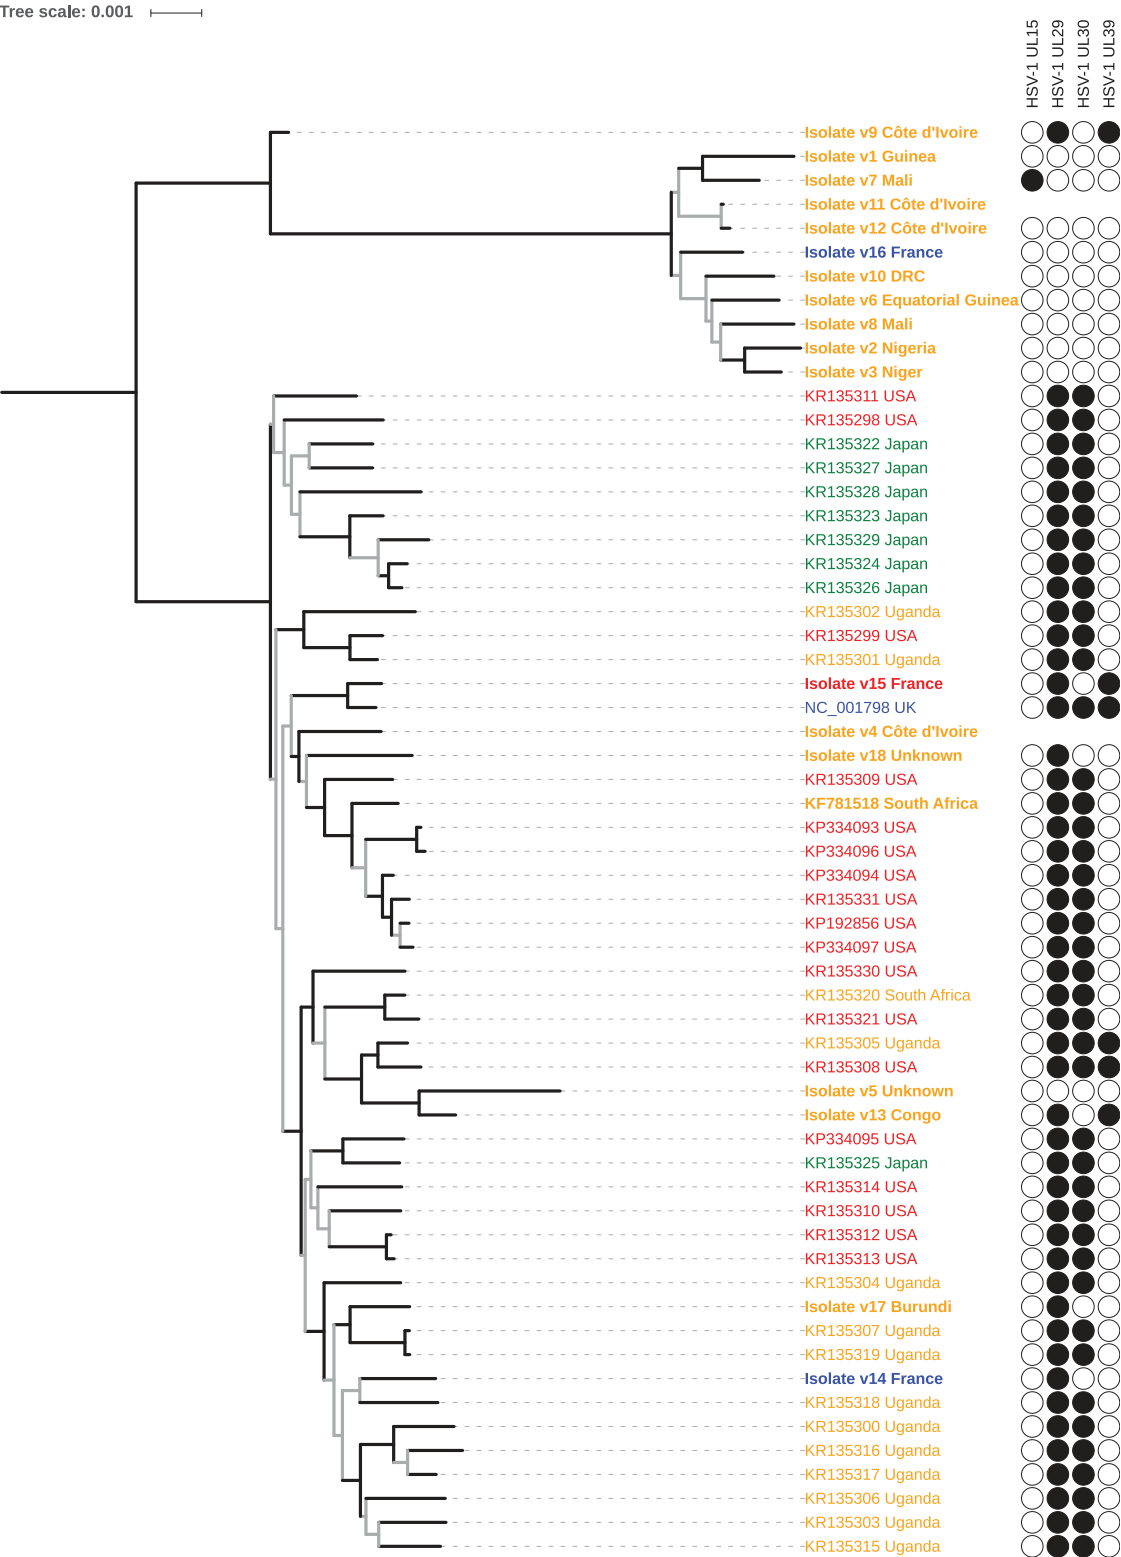 Tree scale: 0.001
HSV-1 UL15
HSV-1 UL29
HSV-1 UL30
HSV-1 UL39
Isolate v9 Côte d'Ivoire
Isolate v1 Guinea
Isolate v7 Mali
Isolate v11 Côte d'Ivoire
Isolate v12 Côte d'Ivoire
Isolate v16 France
Isolate v10 DRC
Isolate v6 Equatorial Guinea
Isolate v8 Mali
Isolate v2 Nigeria
Isolate v3 Niger
KR135311 USA
KR135298 USA
KR135322 Japan
KR135327 Japan
KR135328 Japan
KR135323 Japan
KR135329 Japan
KR135324 Japan
KR135326 Japan
KR135302 Uganda
KR135299 USA
KR135301 Uganda
Isolate v15 France
NC_001798 UK
Isolate v4 Côte d'Ivoire
Isolate v18 Unknown
KR135309 USA
KF781518 South Africa
KP334093 USA
KP334096 USA
KP334094 USA
KR135331 USA
KP192856 USA
KP334097 USA
KR135330 USA
KR135320 South Africa
KR135321 USA
KR135305 Uganda
KR135308 USA
Isolate v5 Unknown
Isolate v13 Congo
KP334095 USA
KR135325 Japan
KR135314 USA
KR135310 USA
KR135312 USA
KR135313 USA
KR135304 Uganda
Isolate v17 Burundi
KR135307 Uganda
KR135319 Uganda
Isolate v14 France
KR135318 Uganda
KR135300 Uganda
KR135316 Uganda
KR135317 Uganda
KR135306 Uganda
KR135303 Uganda
KR135315 Uganda